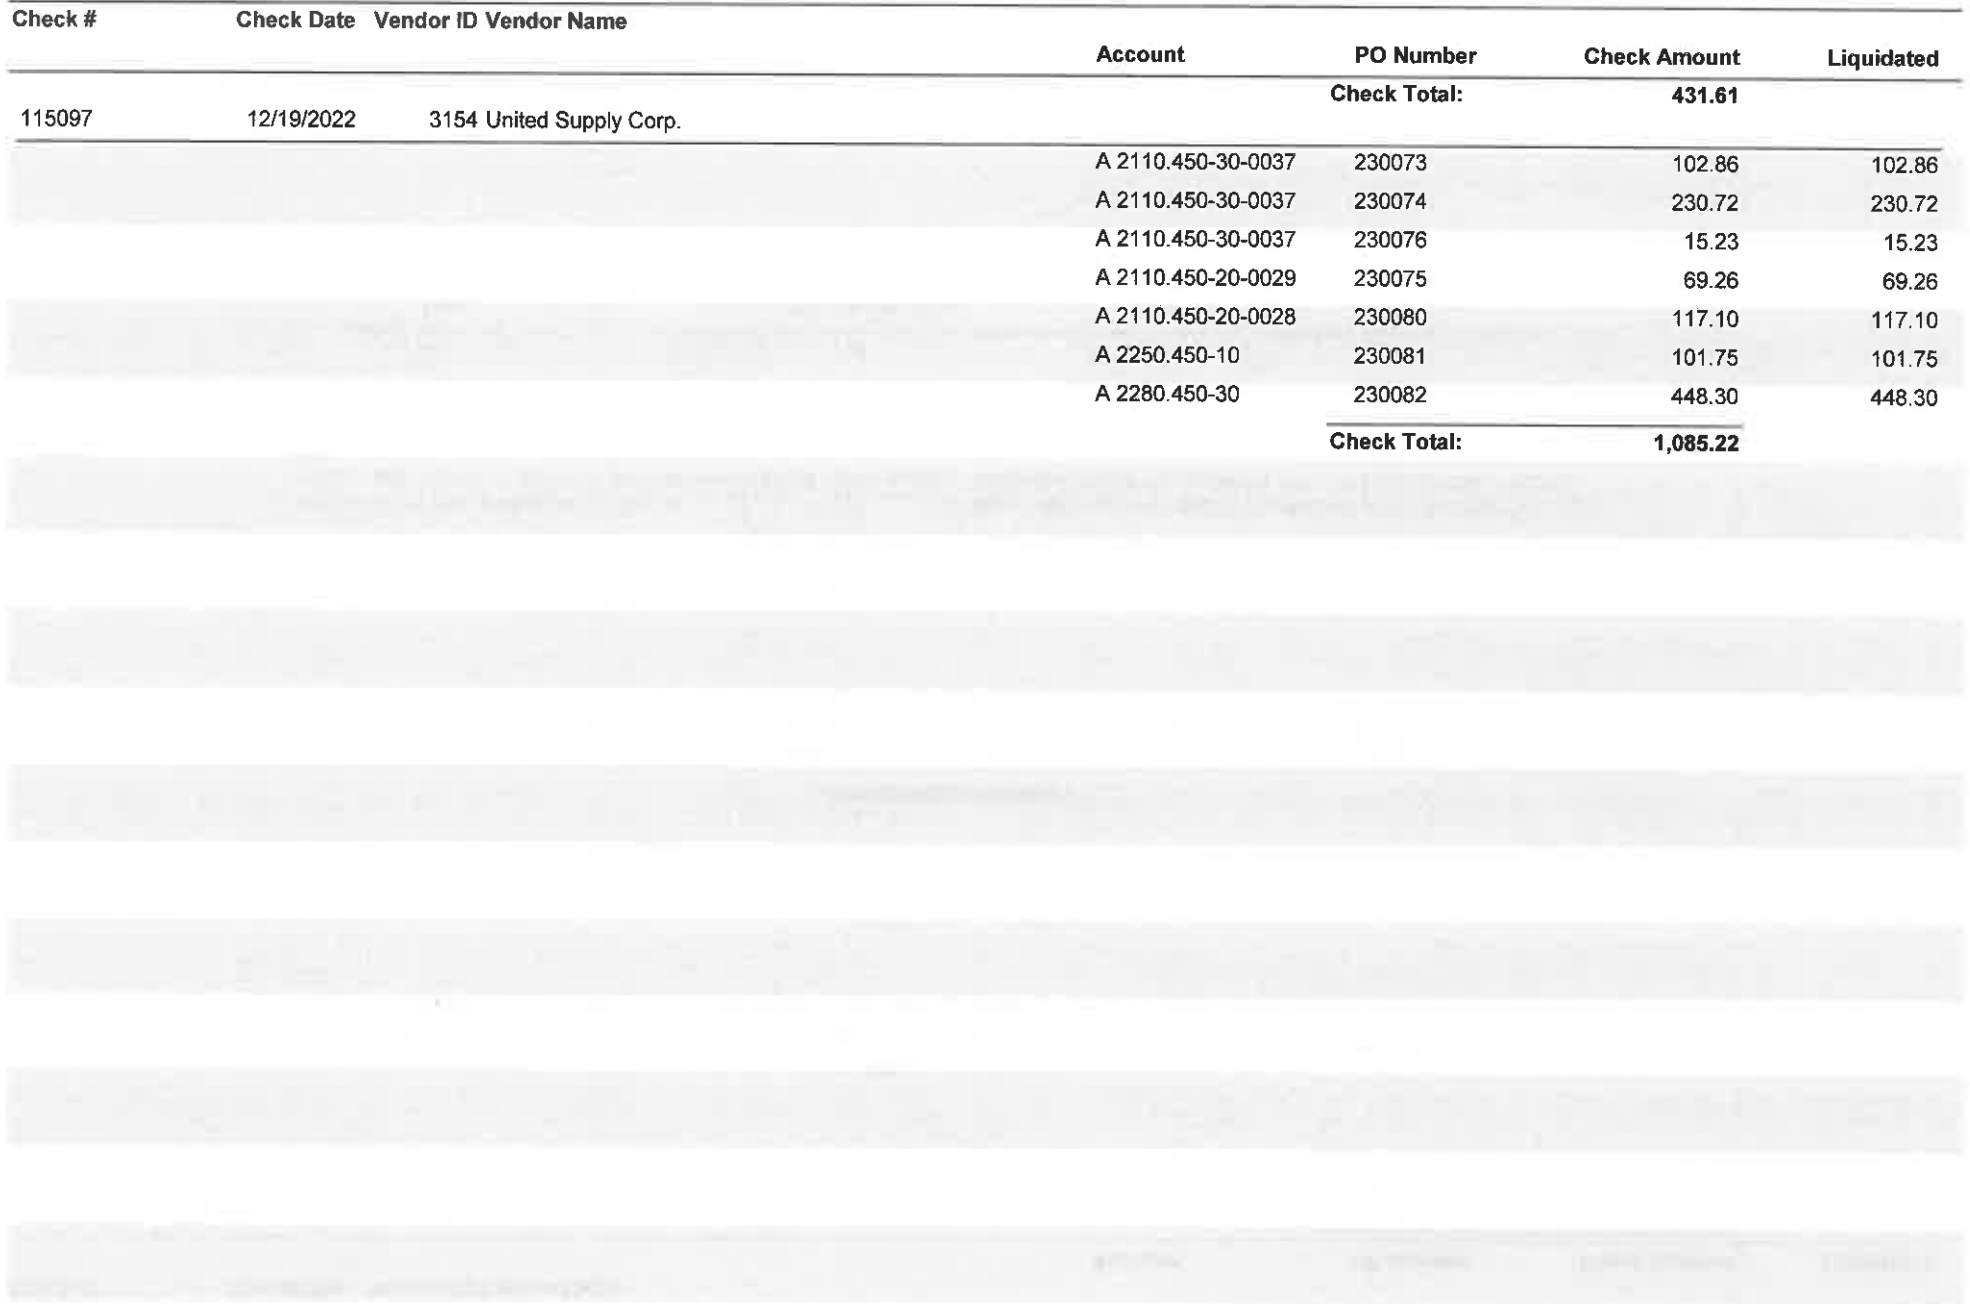 Check # Check Date Vendor ID Vendor Name
Account PO Number Check Amount Liquidated
Check Total: 431.61
115097 12/19/2022 3154 United Supply Corp.
A 2110.450-30-0037 230073 102.86 102.86
A 2110.450-30-0037 230074 230.72 230.72
A 2110.450-30-0037 230076 15.23 15.23
A 2110.450-20-0029 230075 69.26 69.26
A 2110.450-20-0028 230080 117.10 117.10
A 2250.450-10 230081 101.75 101.75
A 2280.450-30 230082 448.30 448.30
Check Total: 1,085.22